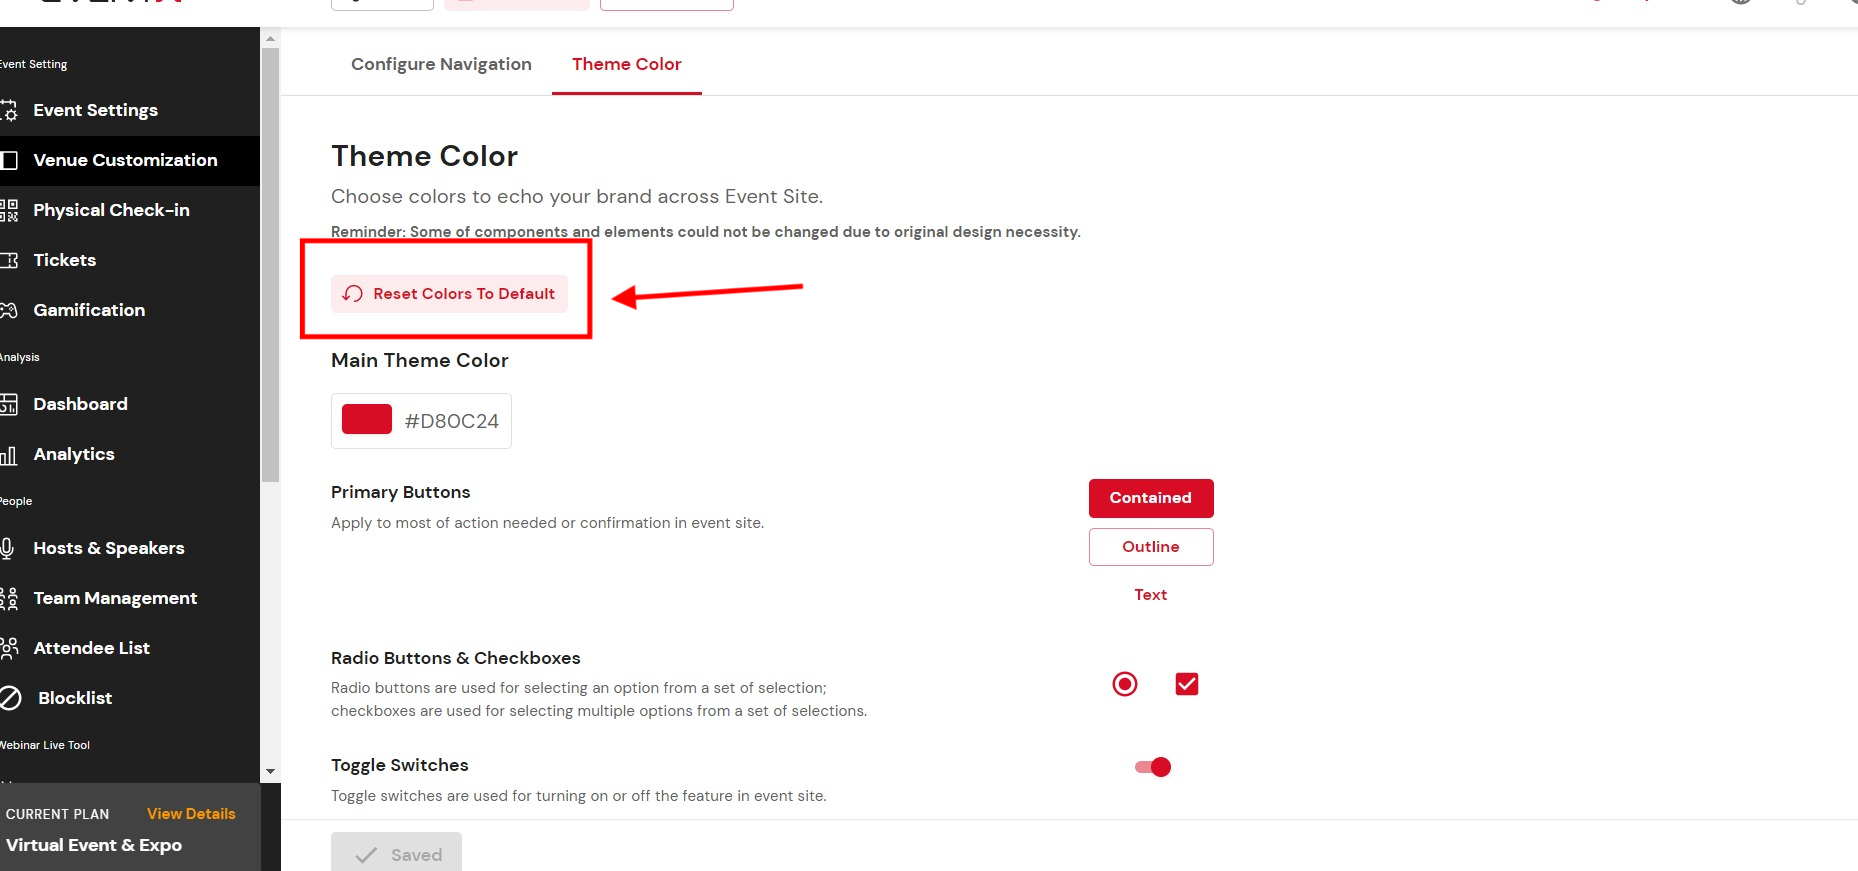 Event Setting
Event Settings
Venue Customization
Physical Check-in
Tickets
Gamification
Analysis
Dashboard
Analytics
People
Hosts & Speakers
Team Management
Attendee List
Blocklist
Webinar Live Tool
CURRENT PLAN View Details
Virtual Event & Expo
Configure Navigation Theme Color
Theme Color
Choose colors to echo your brand across Event Site.
Reminder: Some of components and elements could not be changed due to original design necessity.
Reset Colors To Default
Main Theme Color
#D80C24
Primary Buttons
Apply to most of action needed or confirmation in event site.
Contained
Outline
Text
Radio Buttons & Checkboxes
Radio buttons are used for selecting an option from a set of selection;
checkboxes are used for selecting multiple options from a set of selections.
Toggle Switches
Toggle switches are used for turning on or off the feature in event site.
Saved